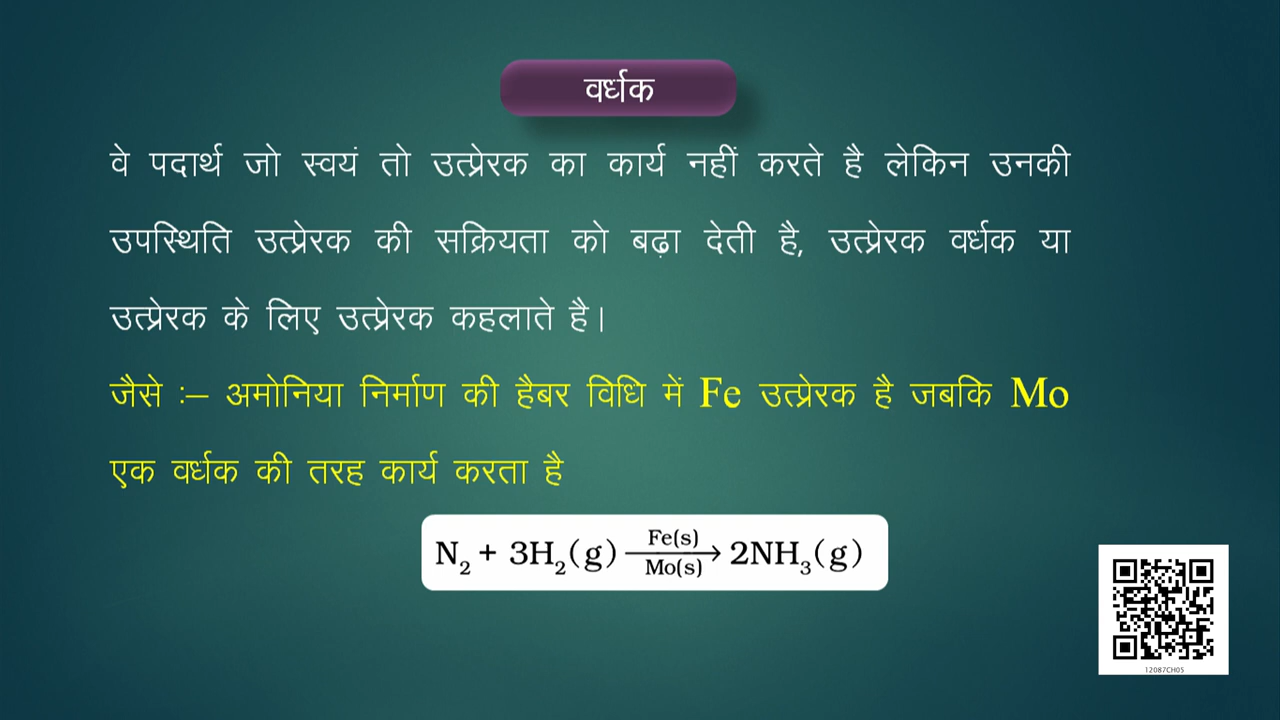 वर्धक
वे पदार्थ जो स्वयं तो उत्प्रेरक का कार्य नहीं करते है लेकिन उनकी
उपस्थिति उत्प्रेरक की सक्रियता को बढ़ा देती है, उत्प्रेरक वर्धक या
उत्प्रेरक के लिए उत्प्रेरक कहलाते है।
जैसे :– अमोनिया निर्माण की हैबर विधि में Fe उत्प्रेरक है जबकि Mo
एक वर्धक की तरह कार्य करता है
N₂ + 3H₂(g) Fe(s) → Mo(s) 2NH₃(g)
12087CH05